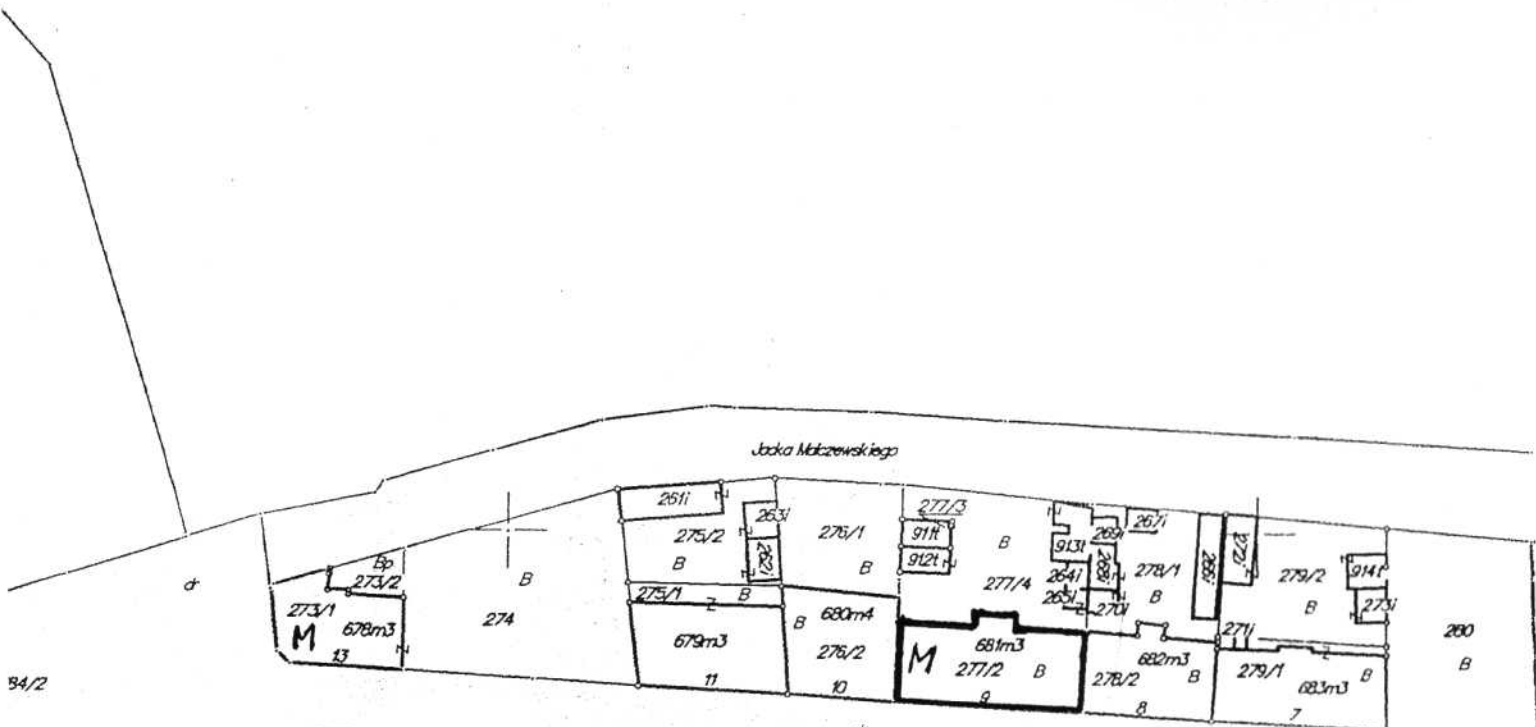 Jacka Malczewskiego
261i
263i
262i
275/2
B
275/1
B
679m3
11
276/1
B
B
680m4
276/2
10
277/3
911t
912t
B
277/4
913t
264i
265i
269i
268i
270i
267i
278/1
B
266i
272i
279/2
B
914t
273i
271i
280
B
dr
Bp
273/2
273/1
M
678m3
13
B
274
M
681m3
277/2
B
9
682m3
278/2
B
8
279/1
B
683m3
7
84/2